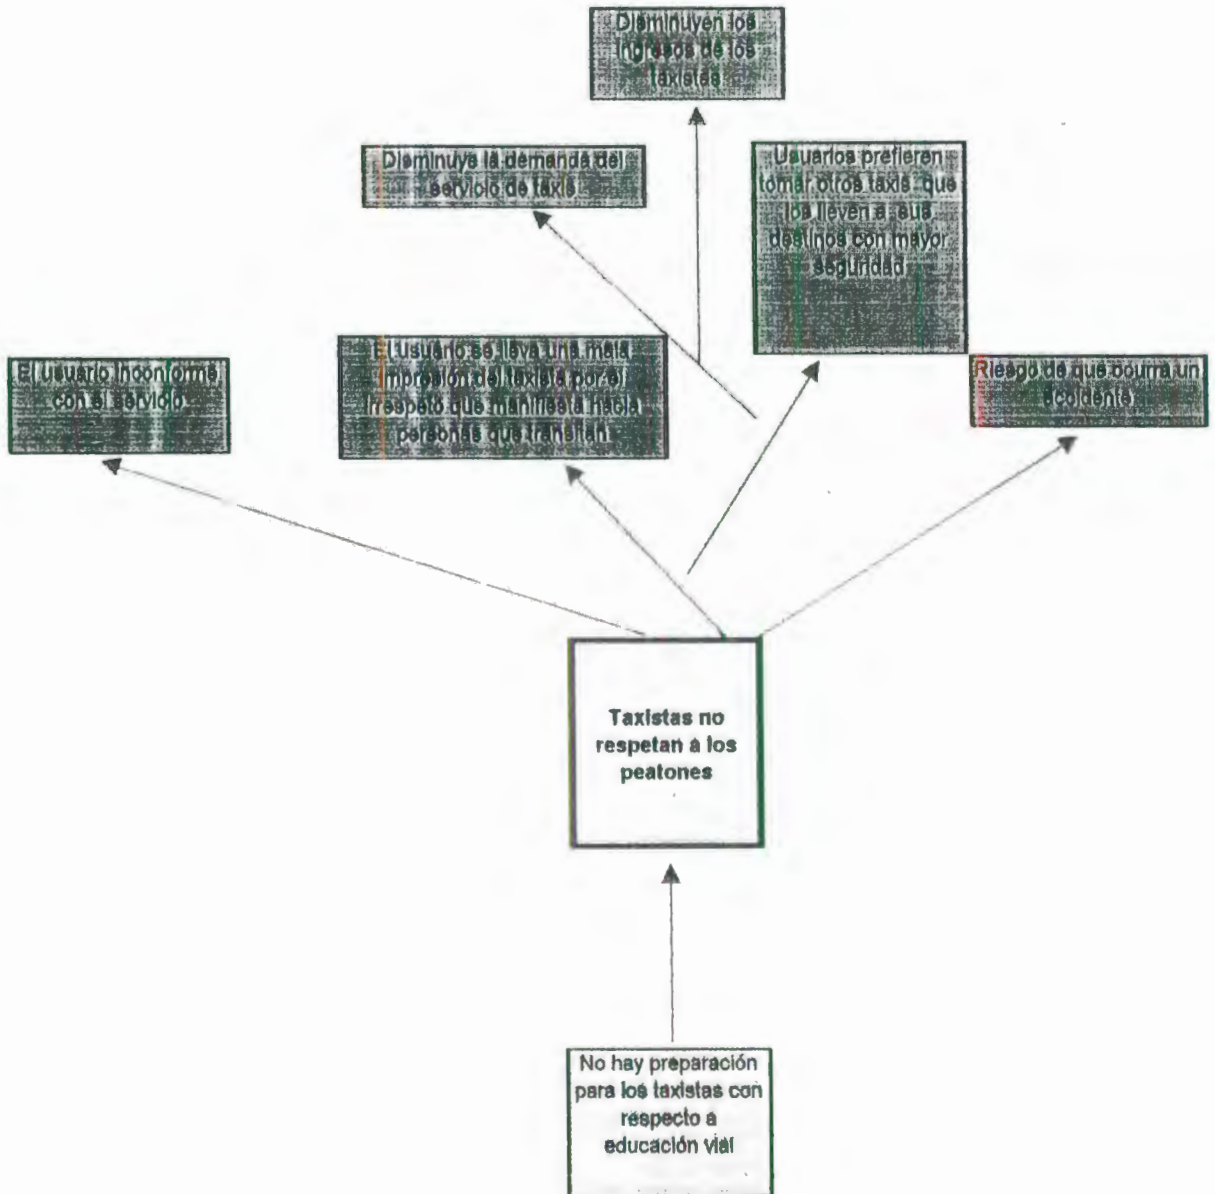 Disminuyen los
ingresos de los
taxistas
Disminuye la demanda del
servicio de taxis
Usuarios prefieren
tomar otros taxis que
los lleven a sus
destinos con mayor
seguridad
El usuario inconforme
con el servicio.
El usuario se lleva una mala
impresión del taxista por el
irrespeto que manifiesta hacia
personas que transitan
Riesgo de que ocurra un
accidente
Taxistas no
respetan a los
peatones
No hay preparación
para los taxistas con
respecto a
educación vial